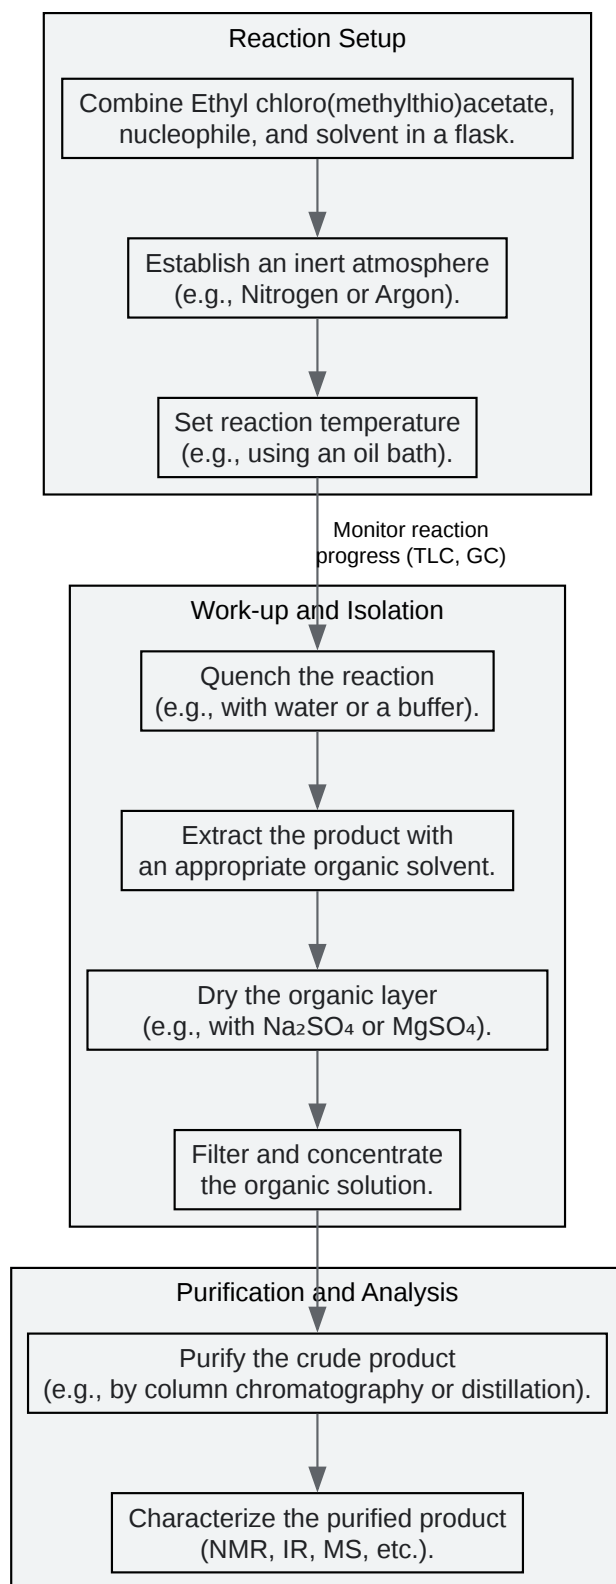 Reaction Setup
Combine Ethyl chloro(methylthio)acetate,
nucleophile, and solvent in a flask.
Establish an inert atmosphere
(e.g., Nitrogen or Argon).
Set reaction temperature
(e.g., using an oil bath).
Monitor reaction
progress (TLC, GC)
Work-up and Isolation
Quench the reaction
(e.g., with water or a buffer).
Extract the product with
an appropriate organic solvent.
Dry the organic layer
(e.g., with Na₂SO₄ or MgSO₄).
Filter and concentrate
the organic solution.
Purification and Analysis
Purify the crude product
(e.g., by column chromatography or distillation).
Characterize the purified product
(NMR, IR, MS, etc.).